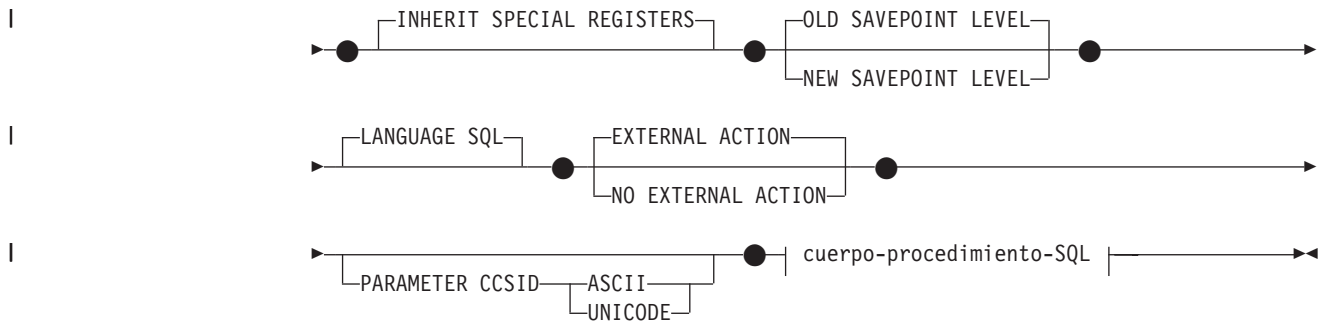 INHERIT SPECIAL REGISTERS OLD SAVEPOINT LEVEL
NEW SAVEPOINT LEVEL
LANGUAGE SQL EXTERNAL ACTION
NO EXTERNAL ACTION
cuerpo-procedimiento-SQL
PARAMETER CCSID ASCII
UNICODE